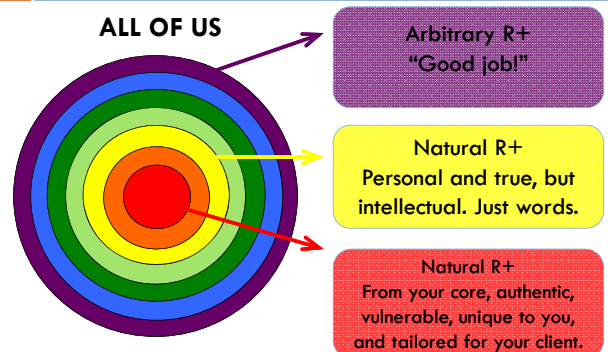 ALL OF US
Arbitrary R+
“Good job!”
Natural R+
Personal and true, but
intellectual. Just words.
Natural R+
From your core, authentic,
vulnerable, unique to you,
and tailored for your client.